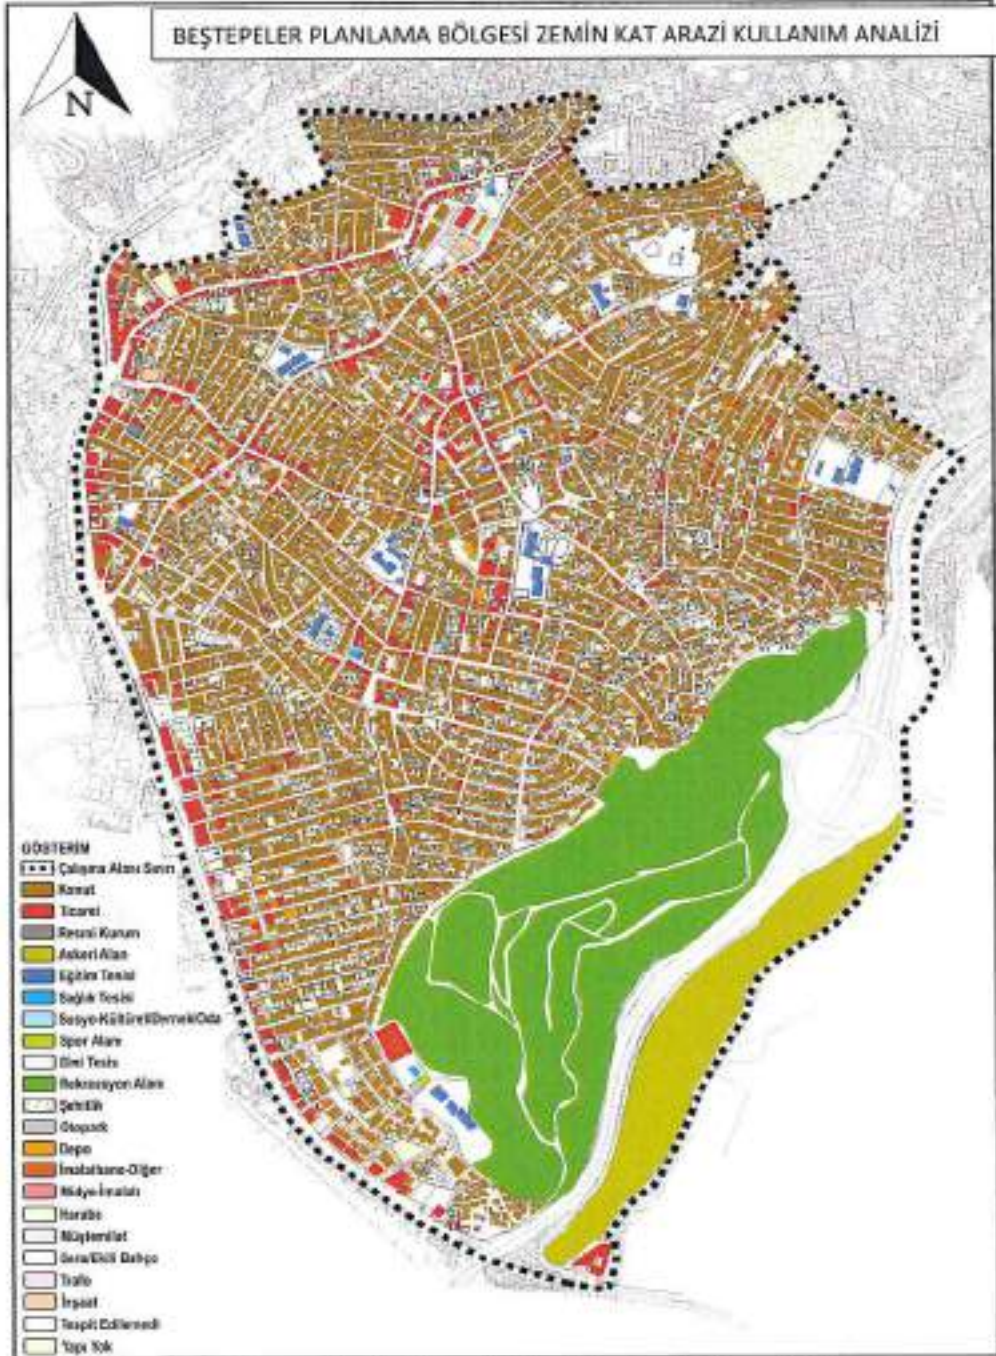 BEŞTEPELER PLANLAMA BÖLGESİ ZEMİN KAT ARAZİ KULLANIM ANALİZİ
N
GÖSTERİM
Çalışma Alanı Sınırı
Konut
Ticaret
Resmi Kurum
Askeri Alan
Eğitim Tesisi
Sağlık Tesisi
Sosyo-Kültürel/Dernek/Oda
Spor Alanı
Dini Tesis
Rekreasyon Alanı
Şehitlik
Otopark
Depo
İmalathane-Diğer
Midye-İmalatı
Harabe
Müştemilat
Sera/Ekili Bahçe
Trafo
İnşaat
Tespit Edilemedi
Yapı Yok